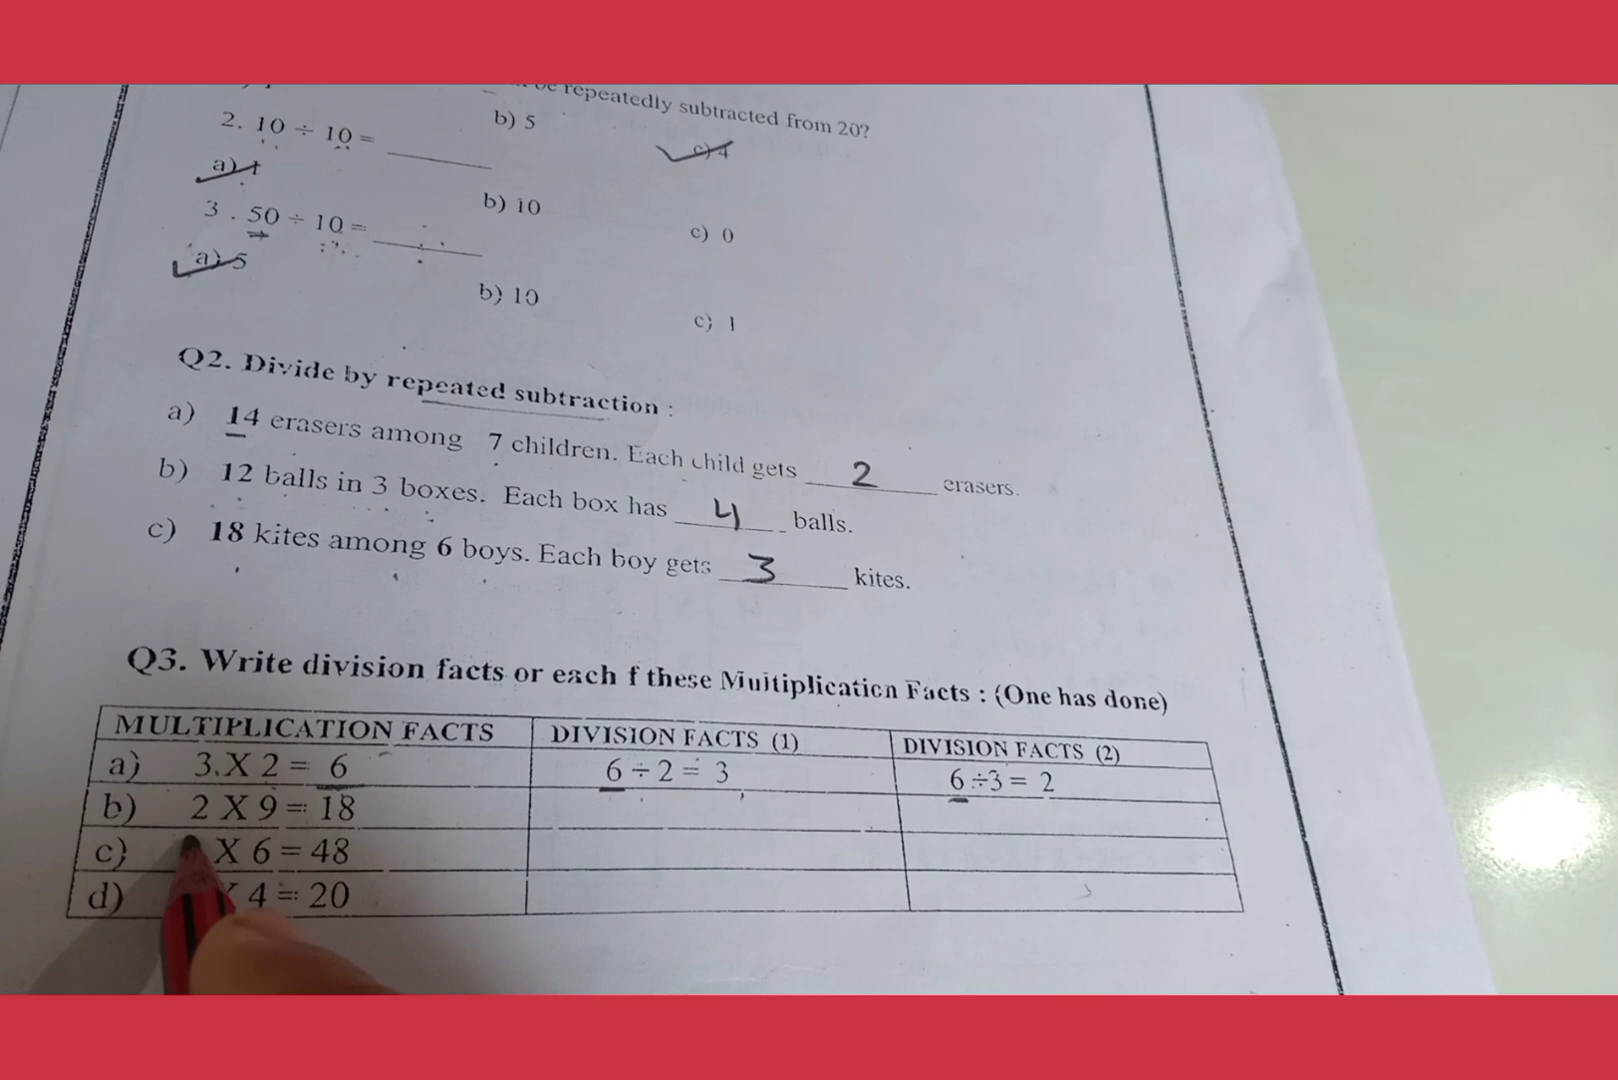 be repeatedly subtracted from 20?
b) 5
c) 4
2. 10 ÷ 10 = ________
a) 1
b) 10
c) 0
3 . 50 ÷ 10 = ________
a) 5
b) 10
c) 1
Q2. Divide by repeated subtraction :
a) 14 erasers among 7 children. Each child gets 2 erasers.
b) 12 balls in 3 boxes. Each box has 4 balls.
c) 18 kites among 6 boys. Each boy gets 3 kites.
Q3. Write division facts or each f these Multiplication Facts : (One has done)
MULTIPLICATION FACTS DIVISION FACTS (1) DIVISION FACTS (2)
a) 3 X 2 = 6 6 ÷ 2 = 3 6 ÷3 = 2
b) 2 X 9 = 18
c) X 6 = 48
d) X 4 = 20